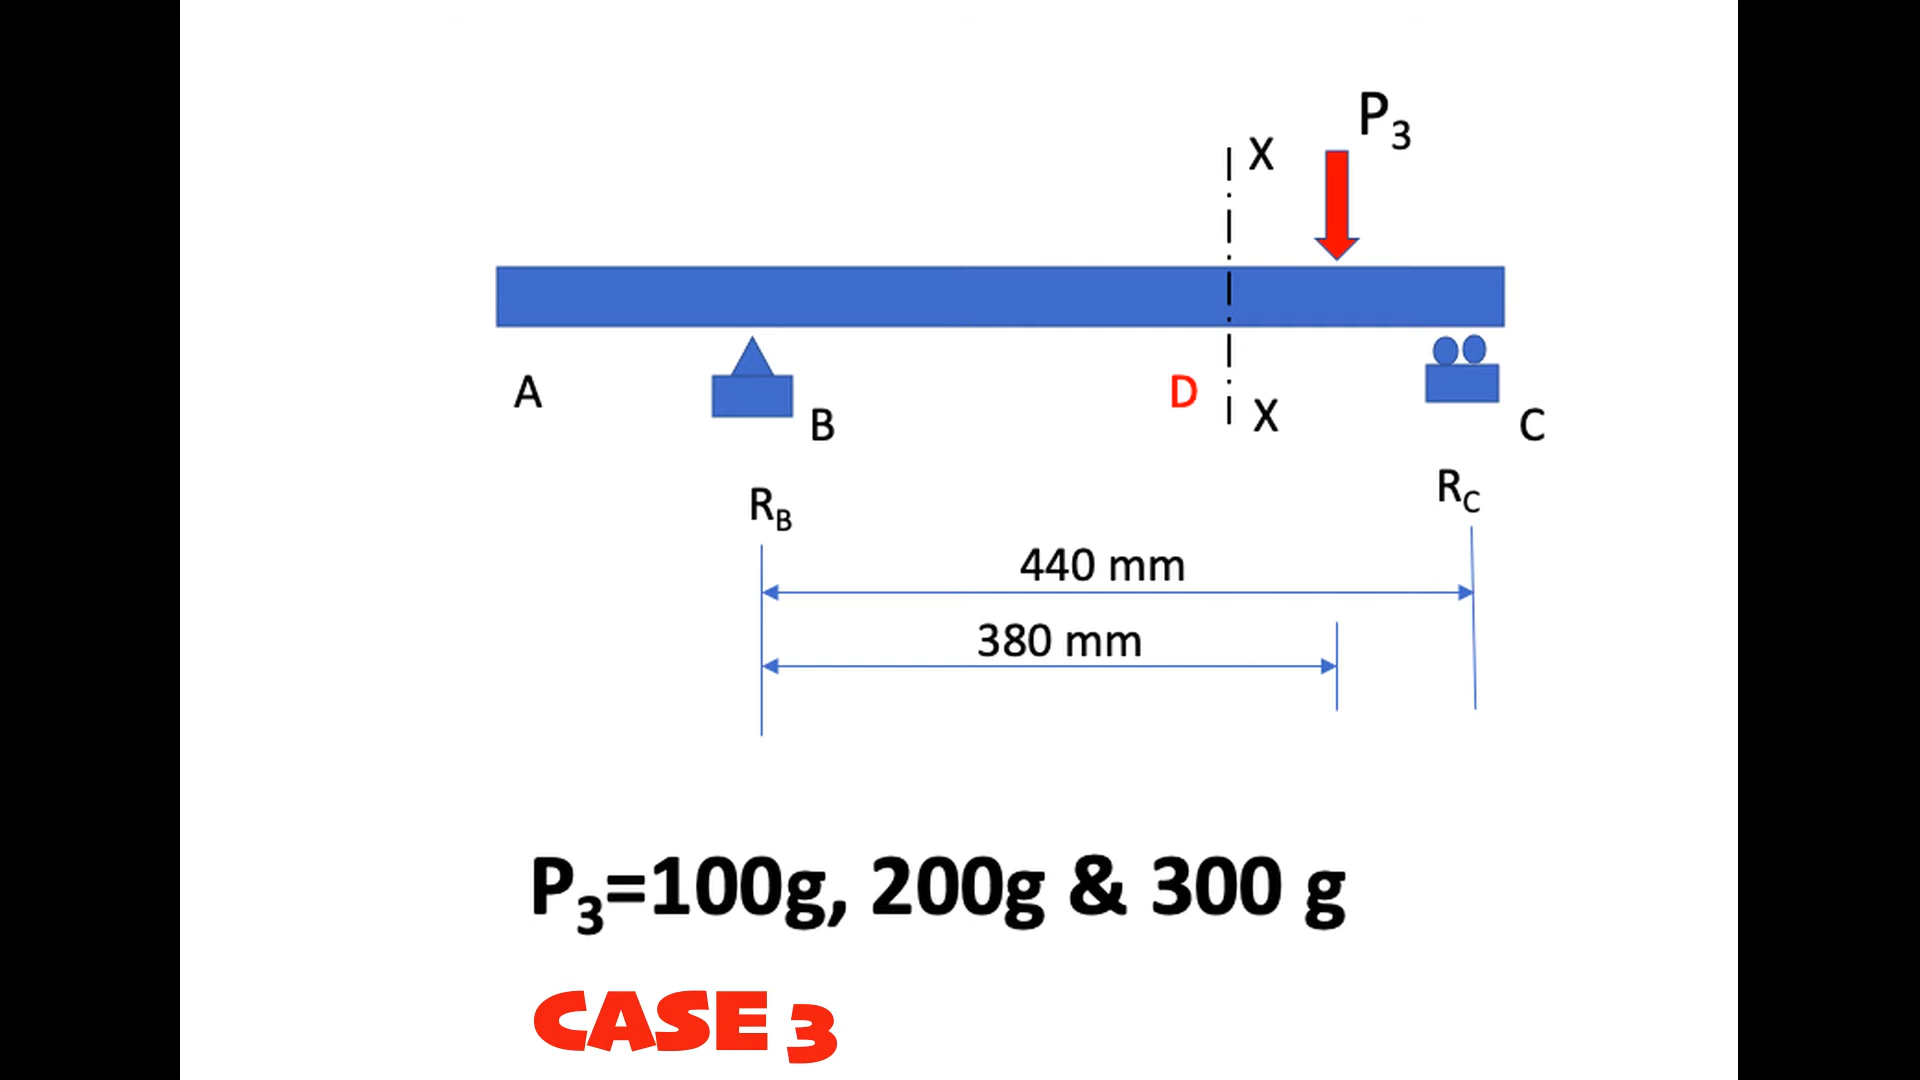 P3
X
A
B
D
X
C
RB
RC
440 mm
380 mm
P3=100g, 200g & 300 g
CASE 3